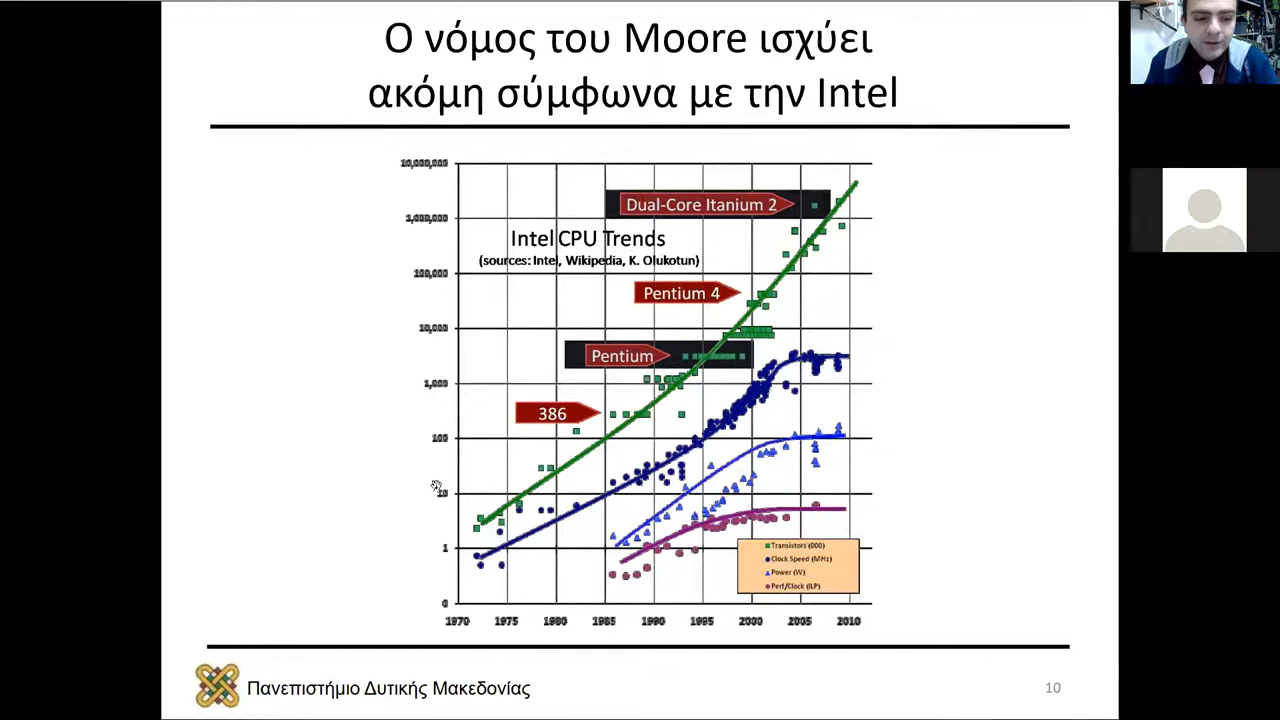 Ο νόμος του Moore ισχύει
ακόμη σύμφωνα με την Intel
10,000,000
1,000,000
100,000
10,000
1,000
100
10
1
0
Dual-Core Itanium 2
Intel CPU Trends
(sources: Intel, Wikipedia, K. Olukotun)
Pentium 4
Pentium
386
Transistors (000)
Clock Speed (MHz)
Power (W)
Perf/Clock (ILP)
1970 1975 1980 1985 1990 1995 2000 2005 2010
Πανεπιστήμιο Δυτικής Μακεδονίας
10